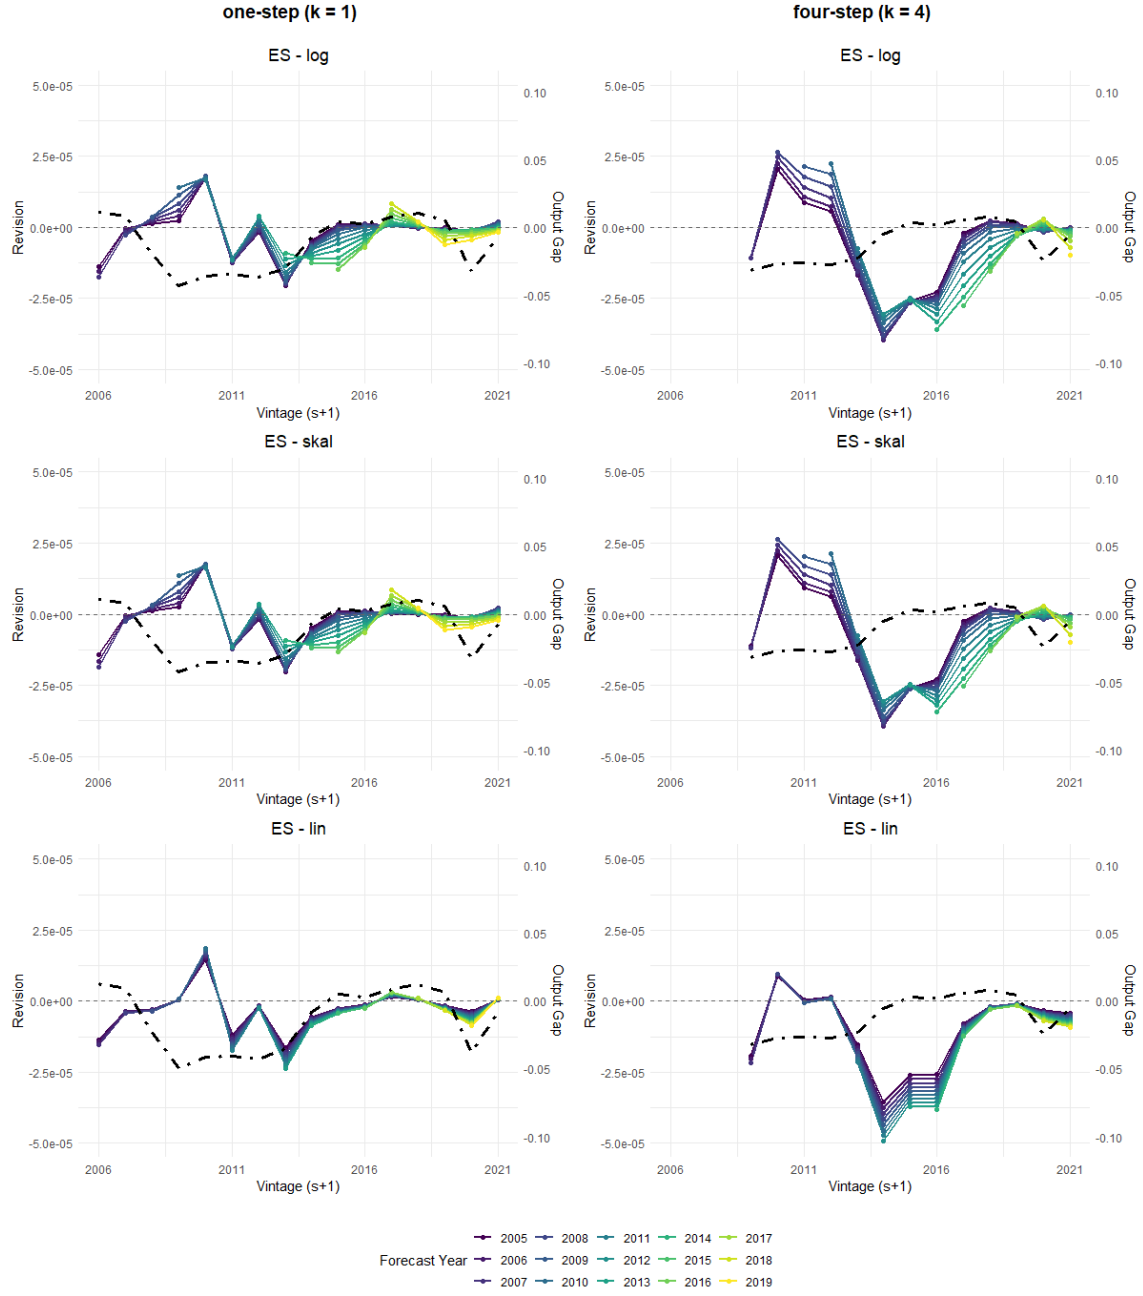 one-step (k = 1)
four-step (k = 4)
ES - log
ES - log
5.0e-05
2.5e-05
0.0e+00
-2.5e-05
-5.0e-05
Revision
0.10
0.05
0.00
-0.05
-0.10
Output Gap
2006 2011 2016 2021
Vintage (s+1)
5.0e-05
2.5e-05
0.0e+00
-2.5e-05
-5.0e-05
Revision
0.10
0.05
0.00
-0.05
-0.10
Output Gap
2006 2011 2016 2021
Vintage (s+1)
ES - skal
ES - skal
5.0e-05
2.5e-05
0.0e+00
-2.5e-05
-5.0e-05
Revision
0.10
0.05
0.00
-0.05
-0.10
Output Gap
2006 2011 2016 2021
Vintage (s+1)
5.0e-05
2.5e-05
0.0e+00
-2.5e-05
-5.0e-05
Revision
0.10
0.05
0.00
-0.05
-0.10
Output Gap
2006 2011 2016 2021
Vintage (s+1)
ES - lin
ES - lin
5.0e-05
2.5e-05
0.0e+00
-2.5e-05
-5.0e-05
Revision
0.10
0.05
0.00
-0.05
-0.10
Output Gap
2006 2011 2016 2021
Vintage (s+1)
5.0e-05
2.5e-05
0.0e+00
-2.5e-05
-5.0e-05
Revision
0.10
0.05
0.00
-0.05
-0.10
Output Gap
2006 2011 2016 2021
Vintage (s+1)
2005 2008 2011 2014 2017
Forecast Year 2006 2009 2012 2015 2018
2007 2010 2013 2016 2019